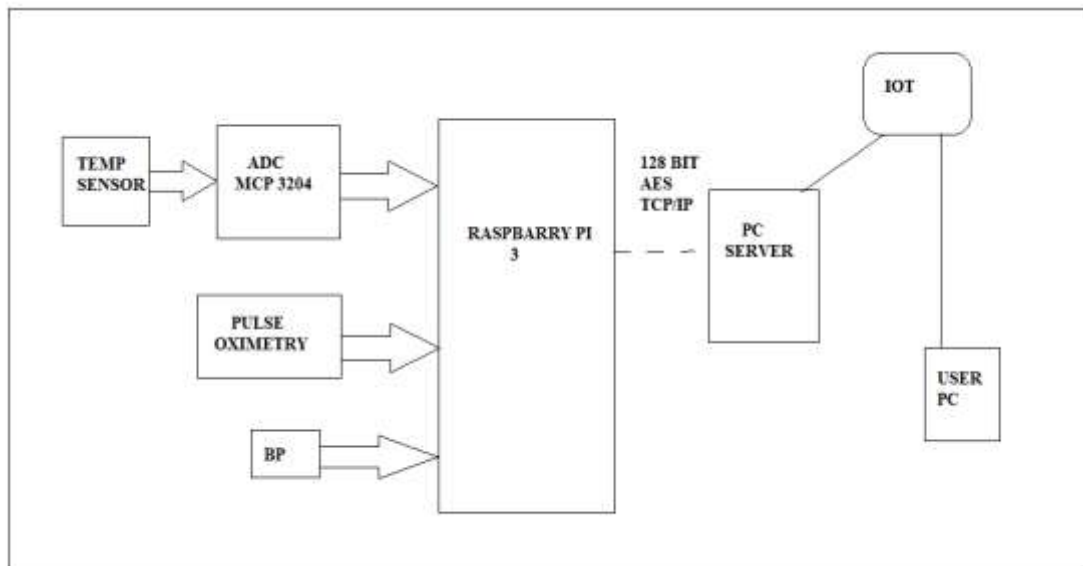 TEMP
SENSOR
ADC
MCP 3204
PULSE
OXIMETRY
BP
RASPBARRY PI
3
128 BIT
AES
TCP/IP
PC
SERVER
IOT
USER
PC